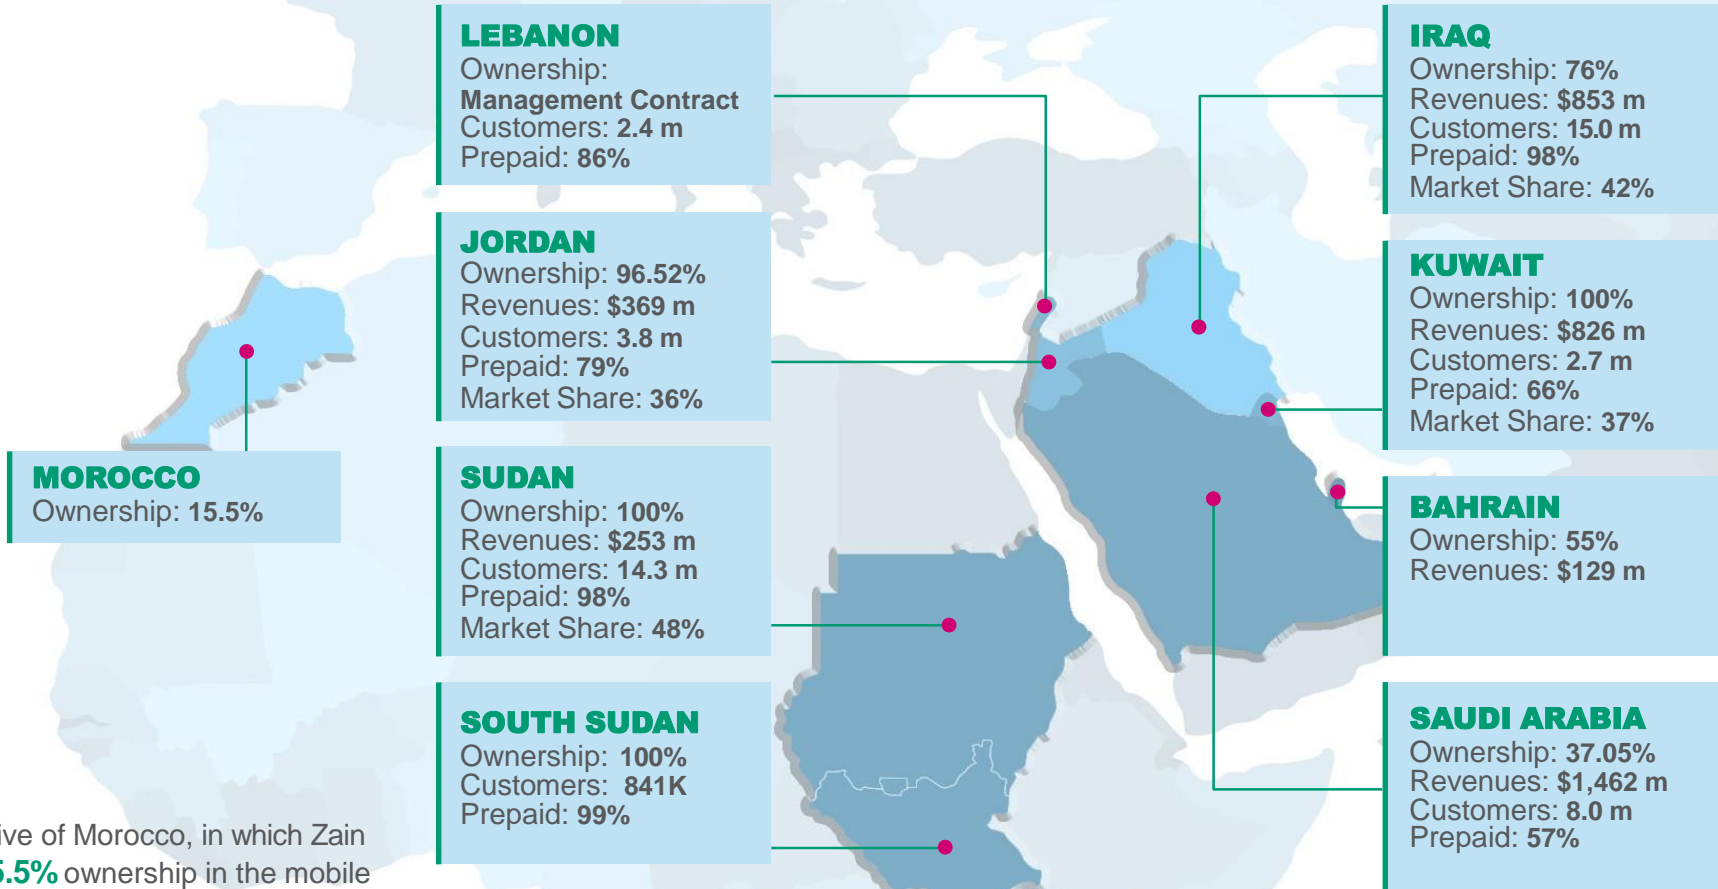 LEBANON
Ownership:
Management Contract
Customers: 2.4 m
Prepaid: 86%
JORDAN
Ownership: 96.52%
Revenues: $369 m
Customers: 3.8 m
Prepaid: 79%
Market Share: 36%
MOROCCO
Ownership: 15.5%
SUDAN
Ownership: 100%
Revenues: $253 m
Customers: 14.3 m
Prepaid: 98%
Market Share: 48%
SOUTH SUDAN
Ownership: 100%
Customers: 841K
Prepaid: 99%
IRAQ
Ownership: 76%
Revenues: $853 m
Customers: 15.0 m
Prepaid: 98%
Market Share: 42%
KUWAIT
Ownership: 100%
Revenues: $826 m
Customers: 2.7 m
Prepaid: 66%
Market Share: 37%
BAHRAIN
Ownership: 55%
Revenues: $129 m
SAUDI ARABIA
Ownership: 37.05%
Revenues: $1,462 m
Customers: 8.0 m
Prepaid: 57%
of Morocco, in which Zain
ownership in the mobile